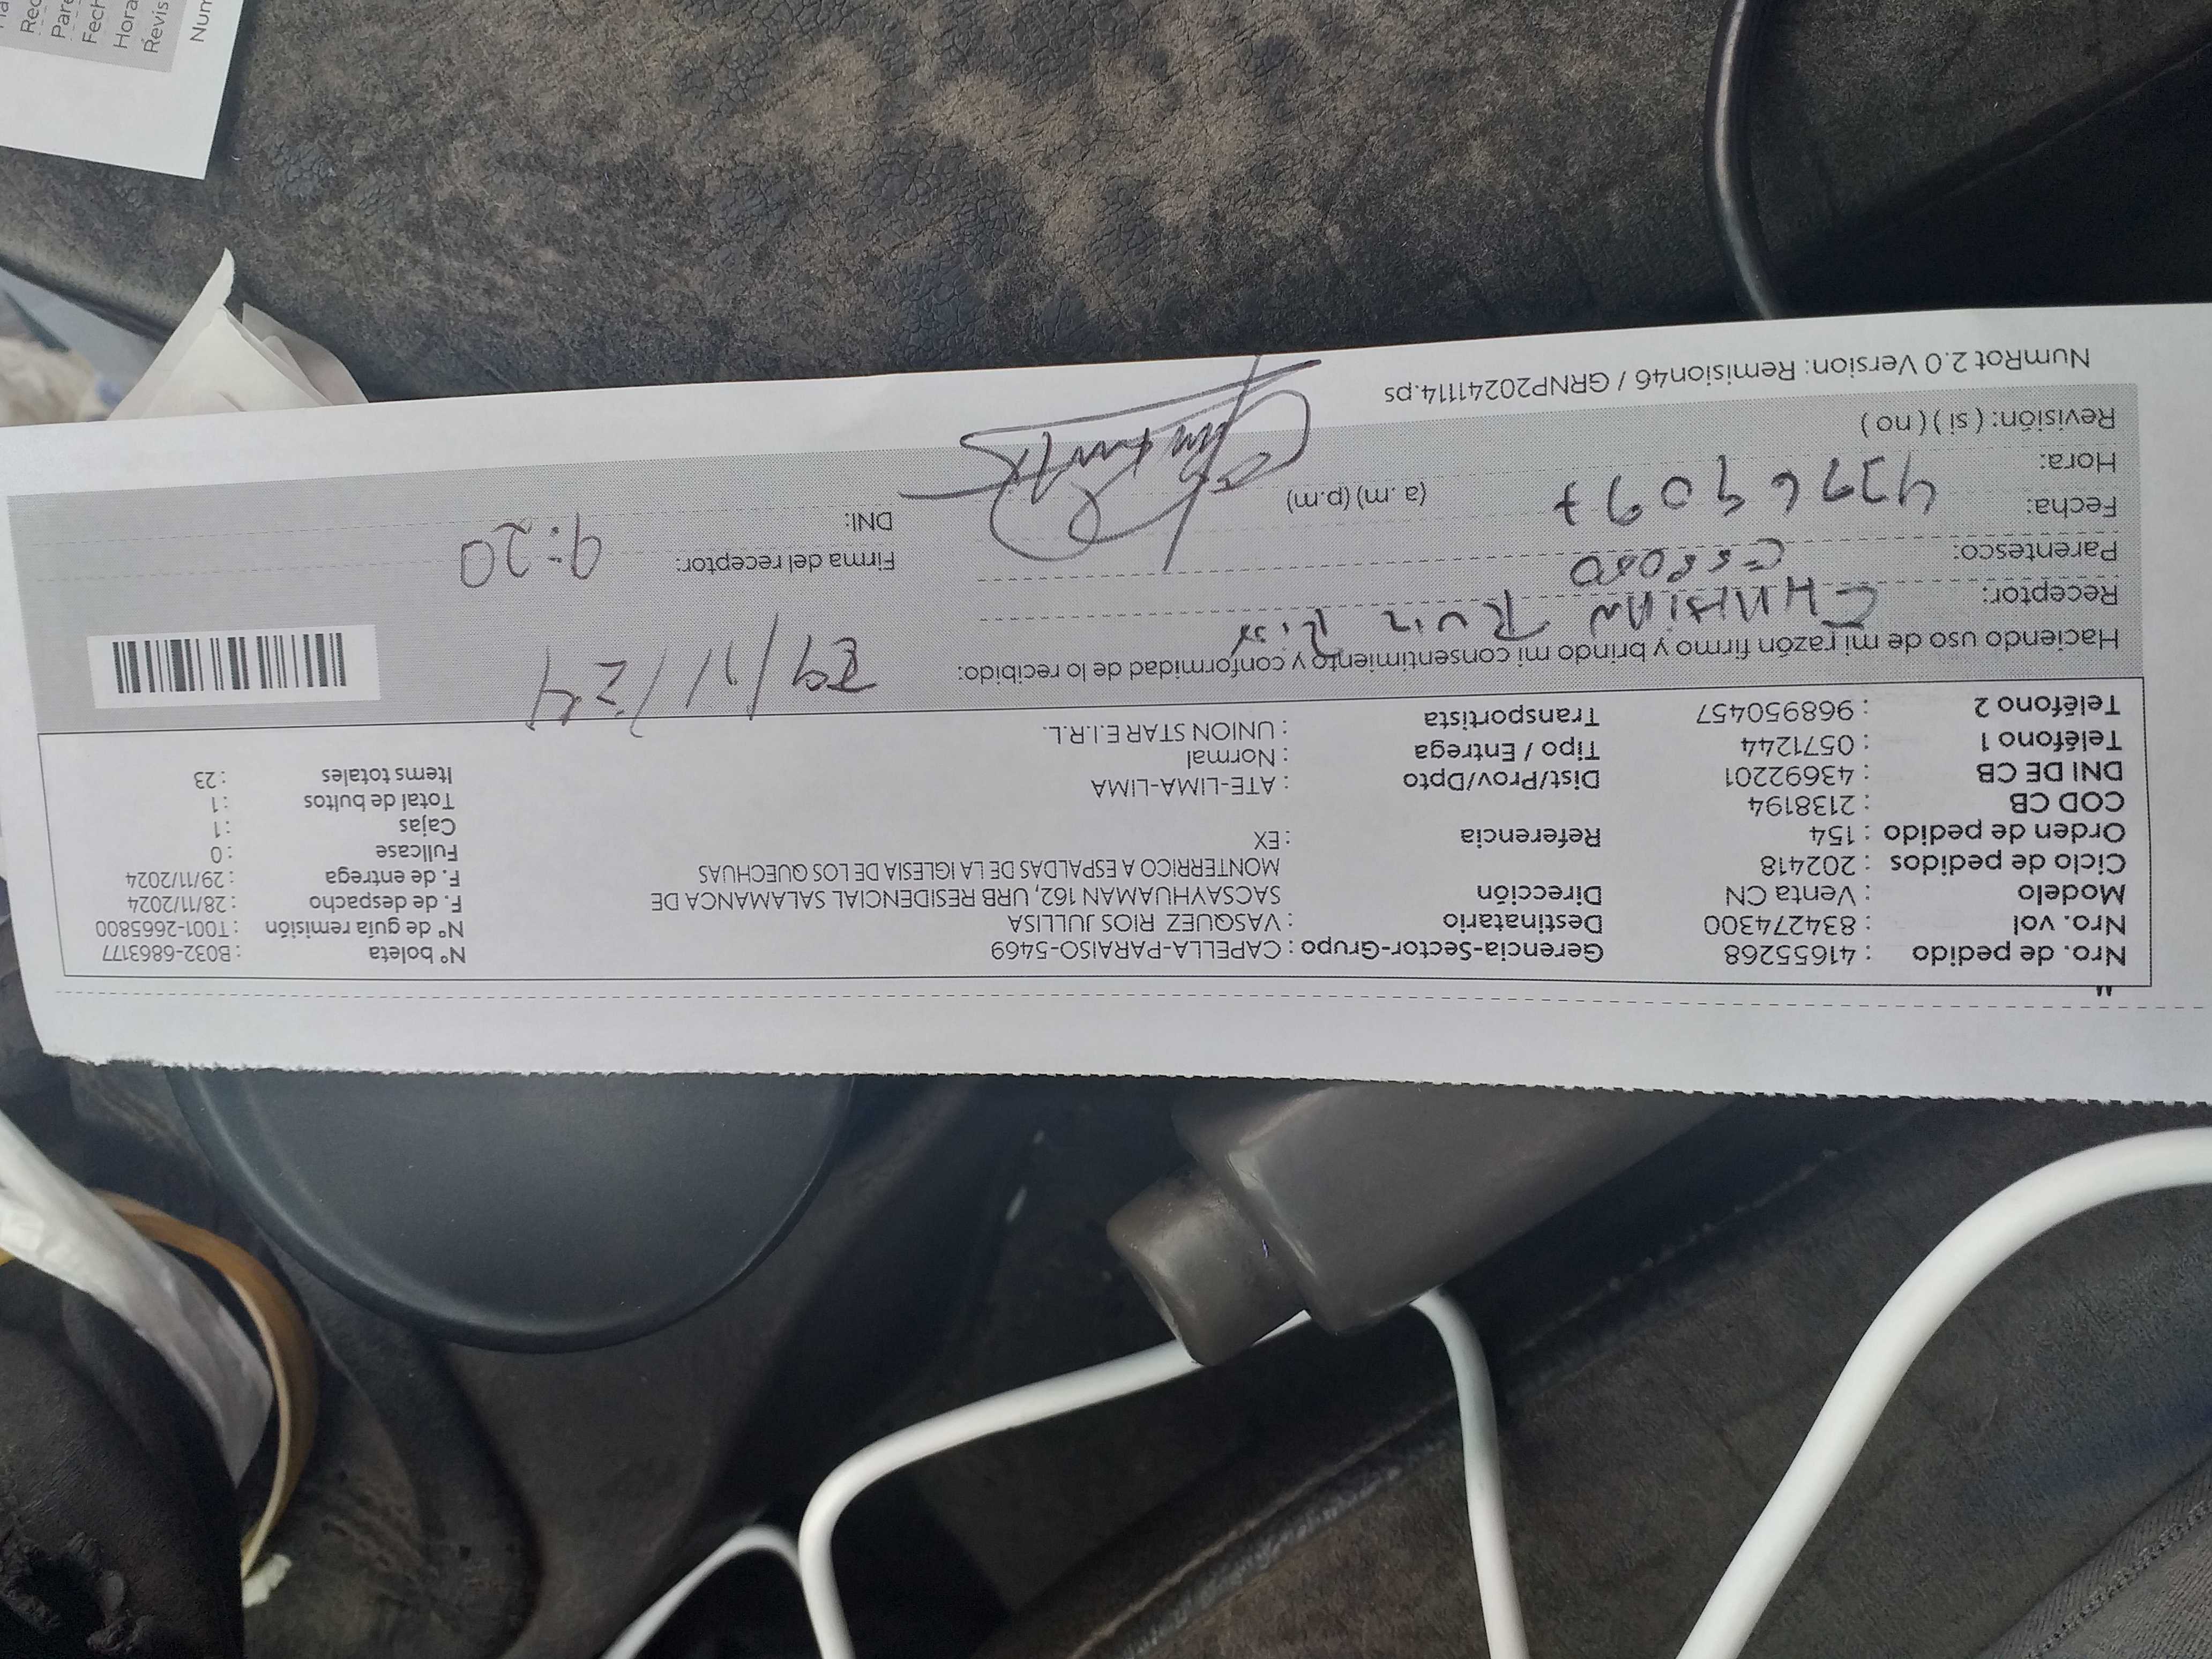 Nro. de pedido : 41655268 Gerencia-Sector-Grupo : CAPELLA-PARAISO-5469 N° boleta : B032-6863177
Nro. vol : 834274300 Destinatario : VASQUEZ RIOS JULLISA N° de guía remisión : T001-2665800
Modelo : Venta CN Dirección SACSAYHUAMAN 162, URB RESIDENCIAL SALAMANCA DE F. de despacho : 28/11/2024
Ciclo de pedidos : 202418 MONTERRICO A ESPALDAS DE LA IGLESIA DE LOS QUECHUAS F. de entrega : 29/11/2024
Orden de pedido : 154 Referencia : EX Fullcase : 0
COD CB : 2138194 Cajas : 1
DNI DE CB : 43692201 Dist/Prov/Dpto : ATE-LIMA-LIMA Total de bultos : 1
Teléfono 1 : 0571244 Tipo / Entrega : Normal Items totales : 23
Teléfono 2 : 968950457 Transportista : UNION STAR E.I.R.L.
Haciendo uso de mi razón firmo y brindo mi consentimiento y conformidad de lo recibido: 29/11/24
Receptor: Ruiz
Parentesco: Esposo
Fecha: Firma del receptor: 9:20
Hora: (a.m) (p.m) DNI:
Revisión: ( si ) ( no )
NumRot 2.0 Version: Remision46 / GRNP20241114.ps
Rec
Pare
Fech
Hora
Revis
Num